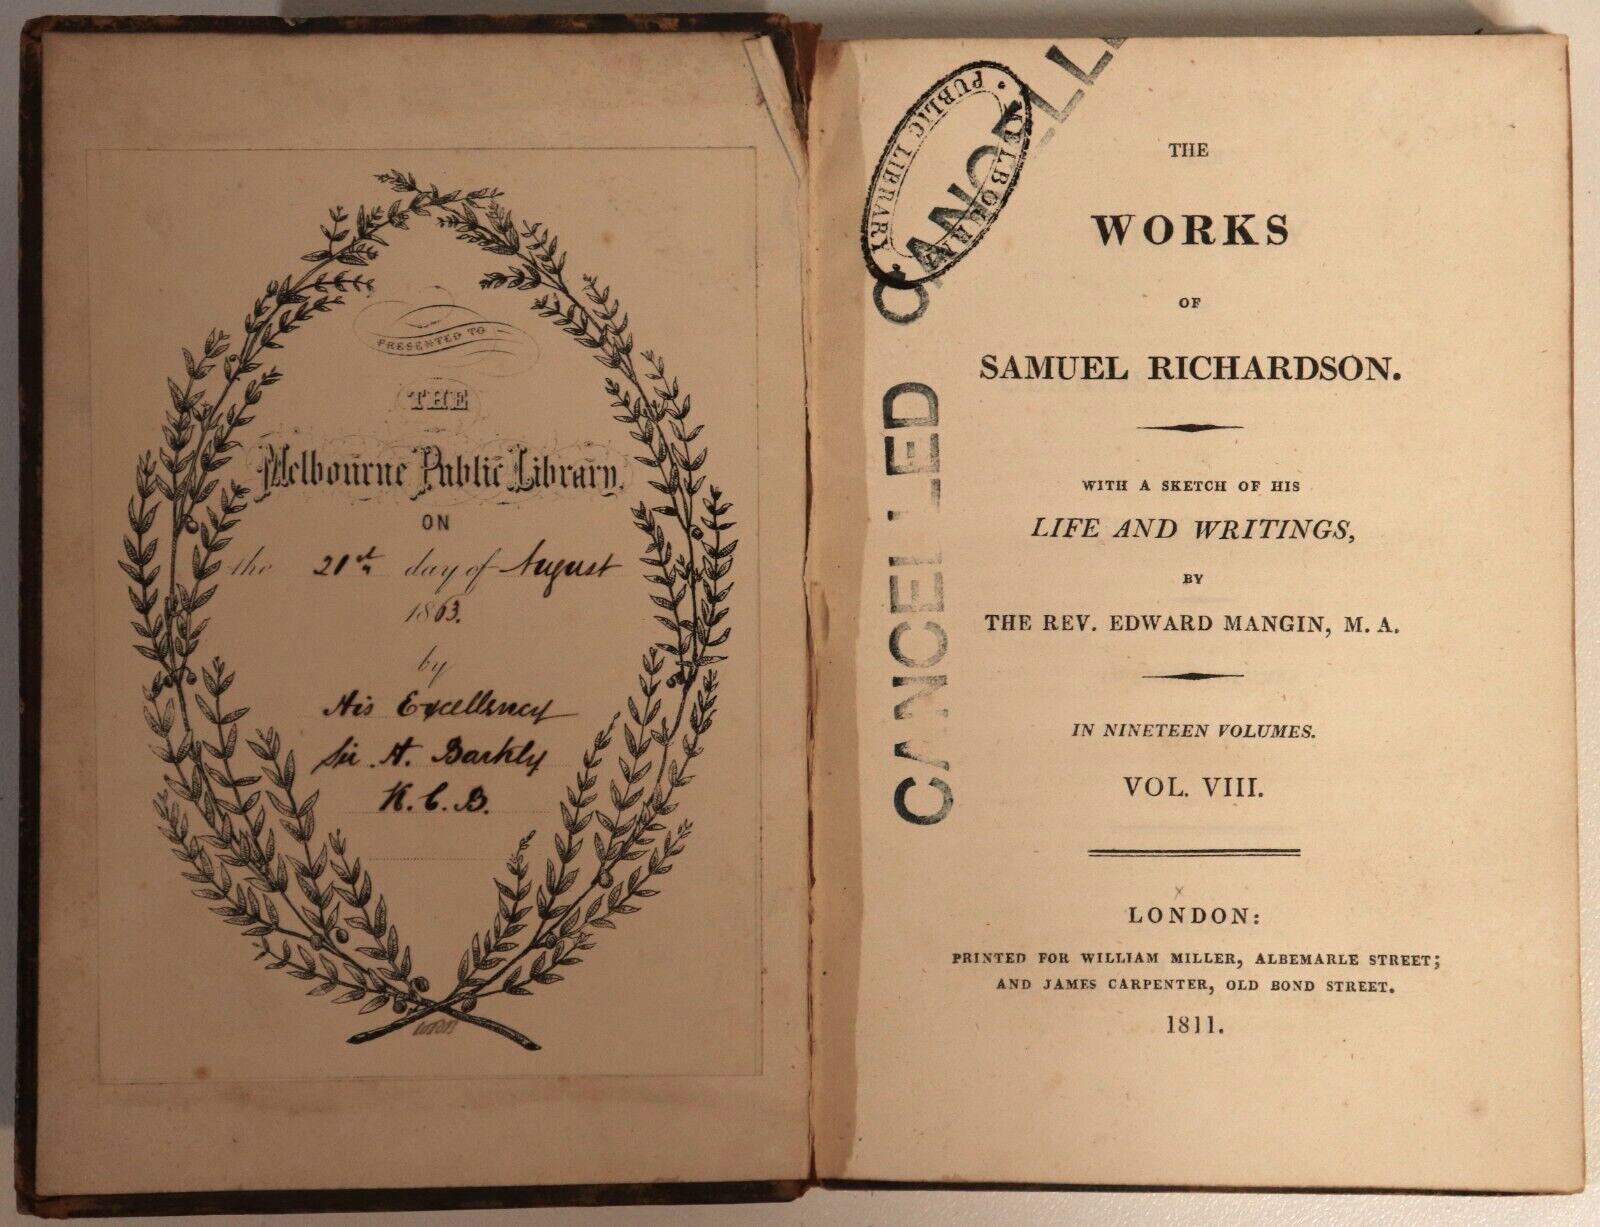 PRESENTED TO
THE
Melbourne Public Library.
ON
the 21st day of August
1863.
by
His Excellency
Sir H. Barkly
K. C. B.
MELBOURNE
PUBLIC LIBRARY
CANCELLED
CANCELLED
THE
WORKS
OF
SAMUEL RICHARDSON.
WITH A SKETCH OF HIS
LIFE AND WRITINGS,
BY
THE REV. EDWARD MANGIN, M. A.
IN NINETEEN VOLUMES.
VOL. VIII.
LONDON:
PRINTED FOR WILLIAM MILLER, ALBEMARLE STREET;
AND JAMES CARPENTER, OLD BOND STREET.
1811.